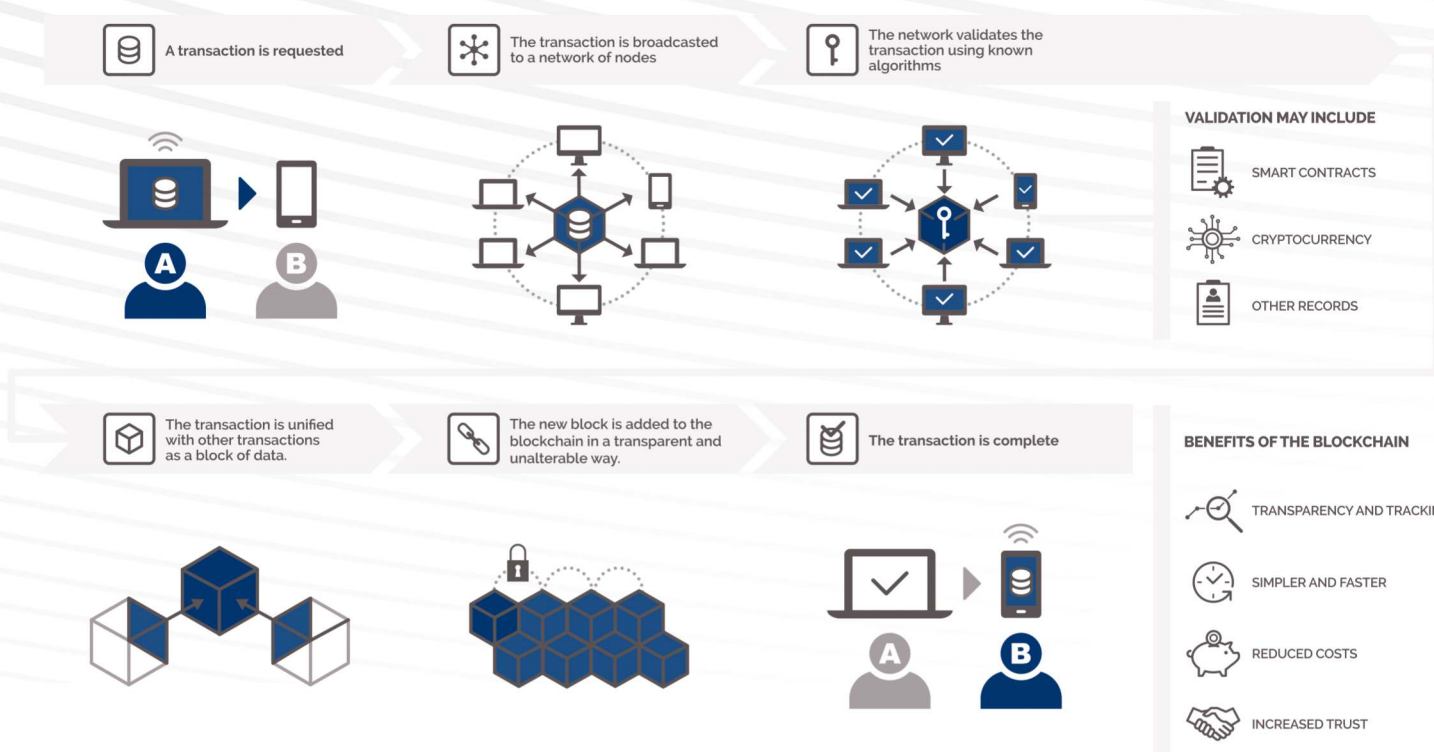 A transaction is requested
The transaction is broadcasted
to a network of nodes
The network validates the
transaction using known
algorithms
VALIDATION MAY INCLUDE
SMART CONTRACTS
CRYPTOCURRENCY
OTHER RECORDS
A
B
The transaction is unified
with other transactions
as a block of data.
The new block is added to the
blockchain in a transparent and
unalterable way.
The transaction is complete
BENEFITS OF THE BLOCKCHAIN
TRANSPARENCY AND
SIMPLER AND FASTER
REDUCED COSTS
INCREASED TRUST
A
B